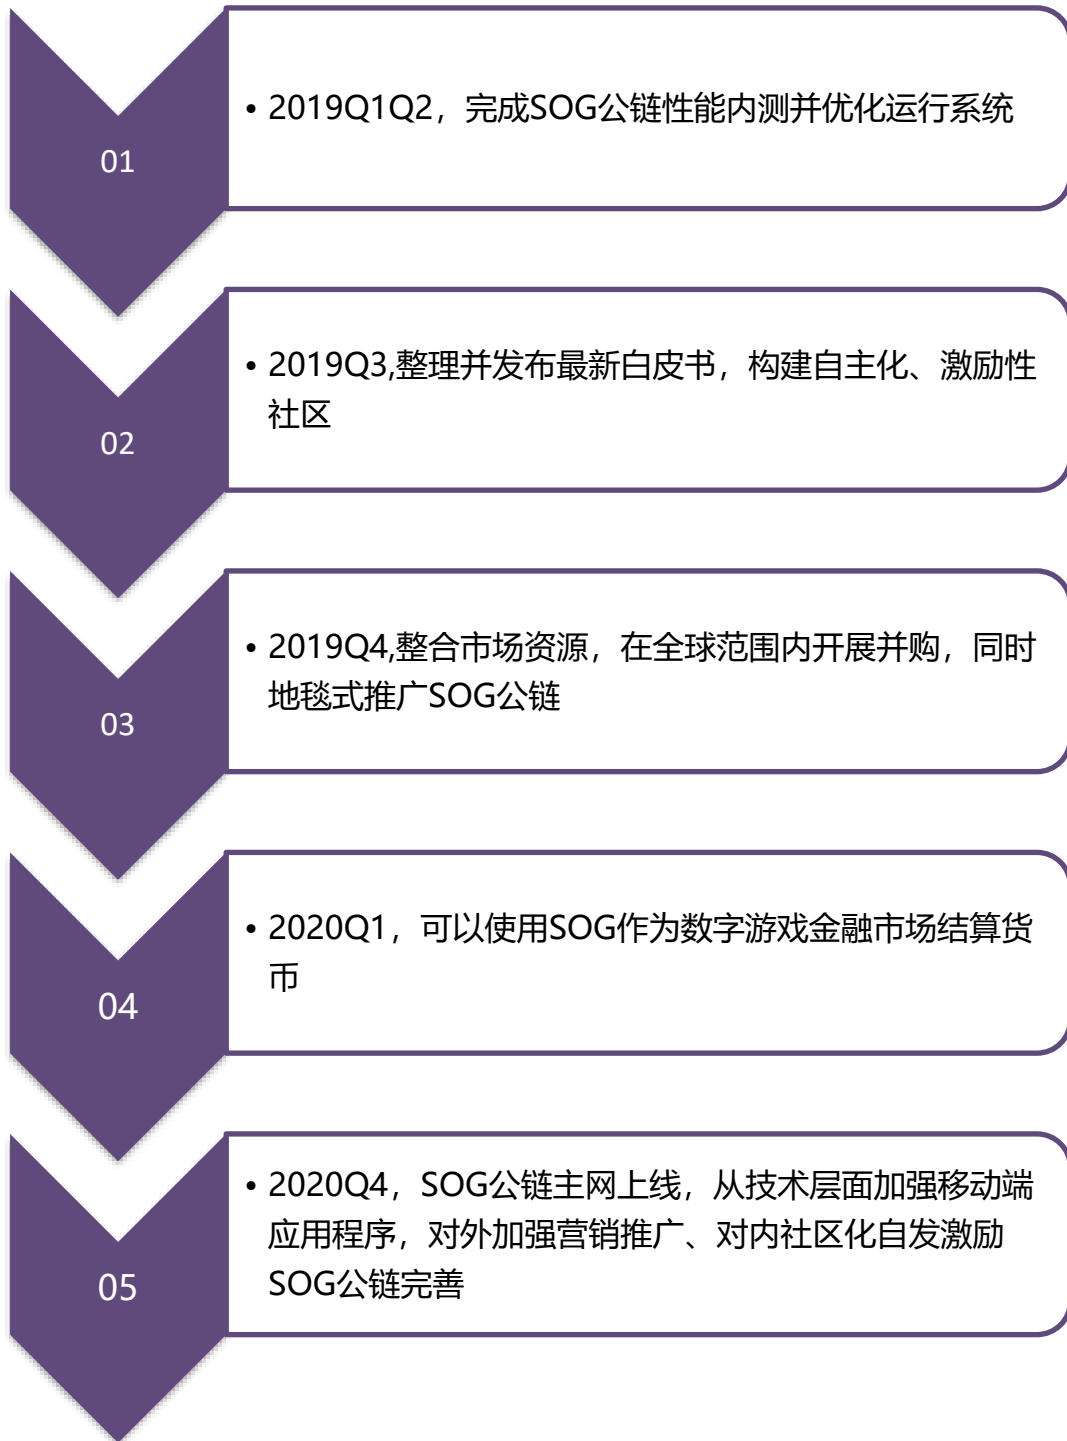 01
• 2019Q1Q2，完成SOG公链性能内测并优化运行系统
02
• 2019Q3,整理并发布最新白皮书，构建自主化、激励性
社区
03
• 2019Q4,整合市场资源，在全球范围内开展并购，同时
地毯式推广SOG公链
04
• 2020Q1，可以使用SOG作为数字游戏金融市场结算货
币
05
• 2020Q4，SOG公链主网上线，从技术层面加强移动端
应用程序，对外加强营销推广、对内社区化自发激励
SOG公链完善